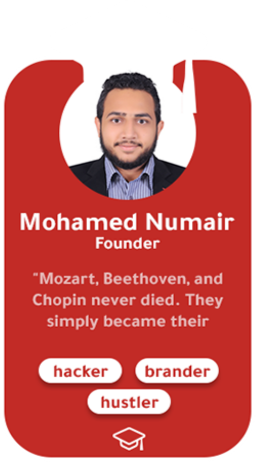 Mohamed Numair
Founder
“Mozart, Beethoven, and
Chopin never died. They
simply became their
hacker
brander
hustler